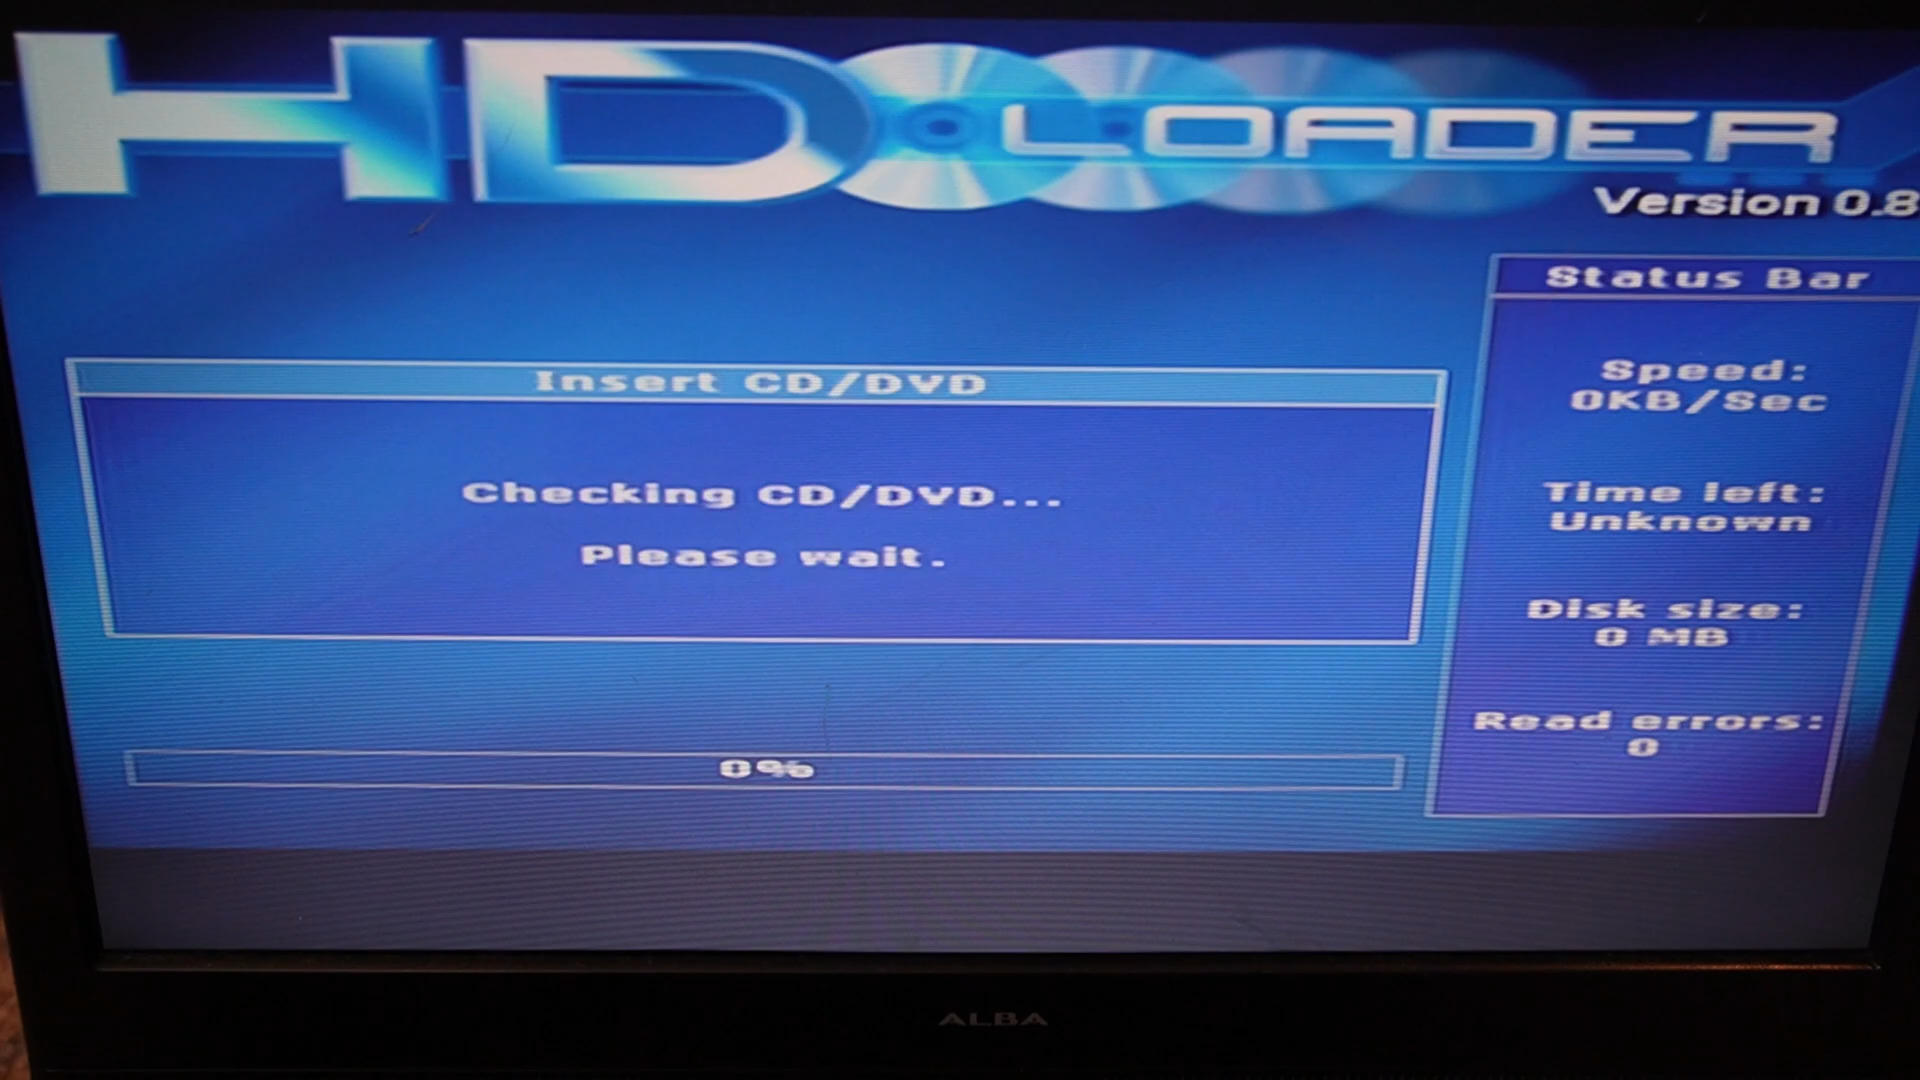 HD LOADER
Version 0.8
Status Bar
Insert CD/DVD
Checking CD/DVD...
Please wait.
Speed:
0KB/Sec
Time left:
Unknown
Disk size:
0 MB
Read errors:
0
0%
ALBA